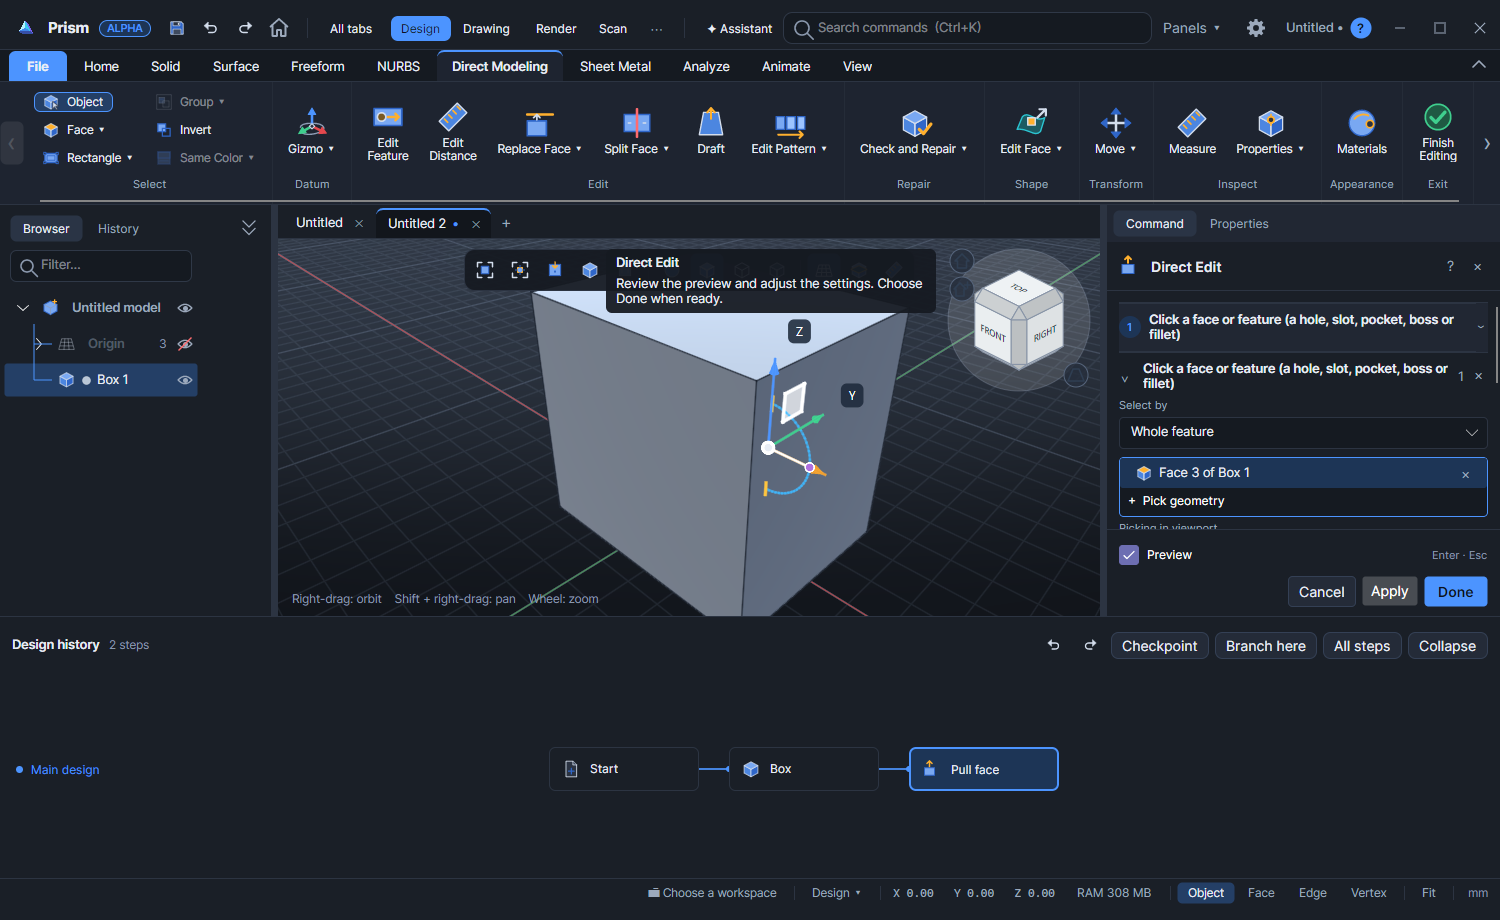 Prism ALPHA
All tabs Design Drawing Render Scan ··· Assistant Search commands (Ctrl+K) Panels Untitled • ?
File Home Solid Surface Freeform NURBS Direct Modeling Sheet Metal Analyze Animate View
Object Group
Face Invert
Rectangle Same Color
Select
Gizmo
Datum
Edit Feature
Edit Distance
Replace Face
Split Face
Draft
Edit Pattern
Edit
Check and Repair
Repair
Edit Face
Shape
Move
Transform
Measure
Properties
Inspect
Materials
Appearance
Finish Editing
Exit
Browser History
Filter...
Untitled model
Origin 3
Box 1
Untitled × Untitled 2 • × +
Direct Edit
Review the preview and adjust the settings. Choose
Done when ready.
Z
Y
TOP
FRONT RIGHT
Right-drag: orbit Shift + right-drag: pan Wheel: zoom
Command Properties
Direct Edit ? ×
1 Click a face or feature (a hole, slot, pocket, boss or
fillet)
Click a face or feature (a hole, slot, pocket, boss or
fillet) 1 ×
Select by
Whole feature
Face 3 of Box 1 ×
+ Pick geometry
Picking in viewport
Preview Enter · Esc
Cancel Apply Done
Design history 2 steps
Checkpoint Branch here All steps Collapse
Main design
Start Box Pull face
Choose a workspace Design X 0.00 Y 0.00 Z 0.00 RAM 308 MB Object Face Edge Vertex Fit mm